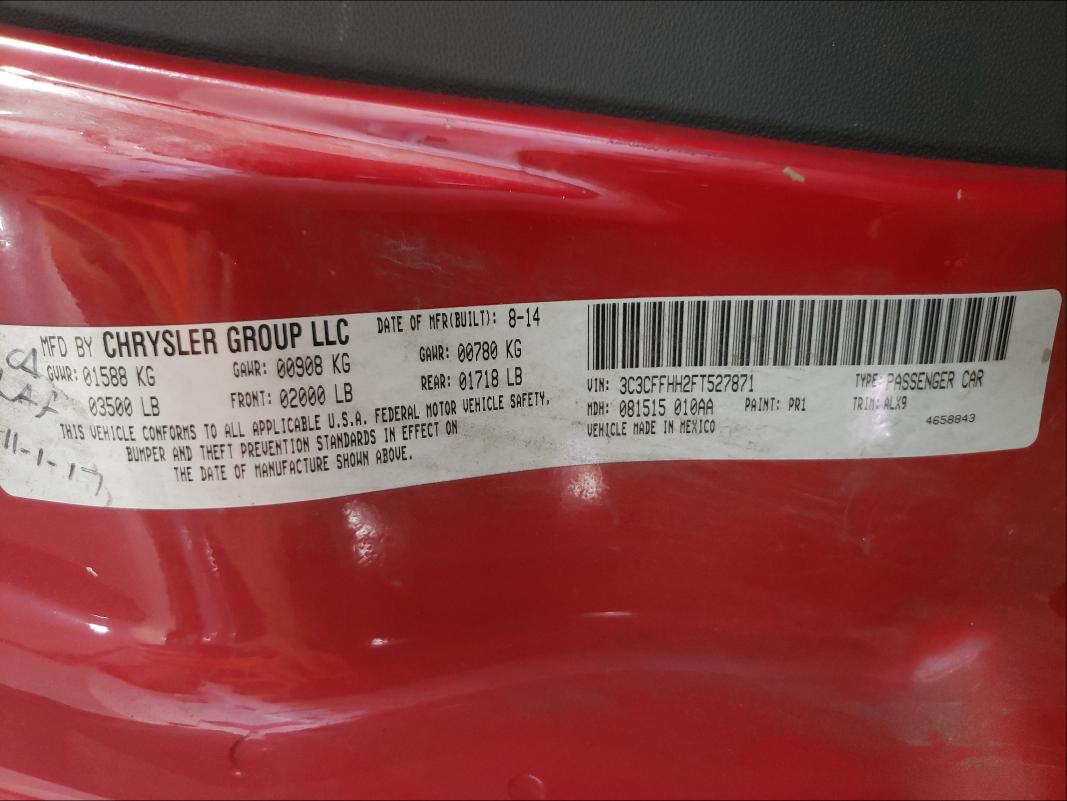 MFD BY CHRYSLER GROUP LLC DATE OF MFR(BUILT): 8-14
GVWR: 01588 KG GAWR: 00908 KG GAWR: 00780 KG
03500 LB FRONT: 02000 LB REAR: 01718 LB
THIS VEHICLE CONFORMS TO ALL APPLICABLE U.S.A. FEDERAL MOTOR VEHICLE SAFETY,
BUMPER AND THEFT PREVENTION STANDARDS IN EFFECT ON
THE DATE OF MANUFACTURE SHOWN ABOVE.
11-1-17
VIN: 3C3CFFHH2FT527871 TYPE: PASSENGER CAR
MDH: 081515 010AA PAINT: PR1 TRIM: ALX9
VEHICLE MADE IN MEXICO 4658843